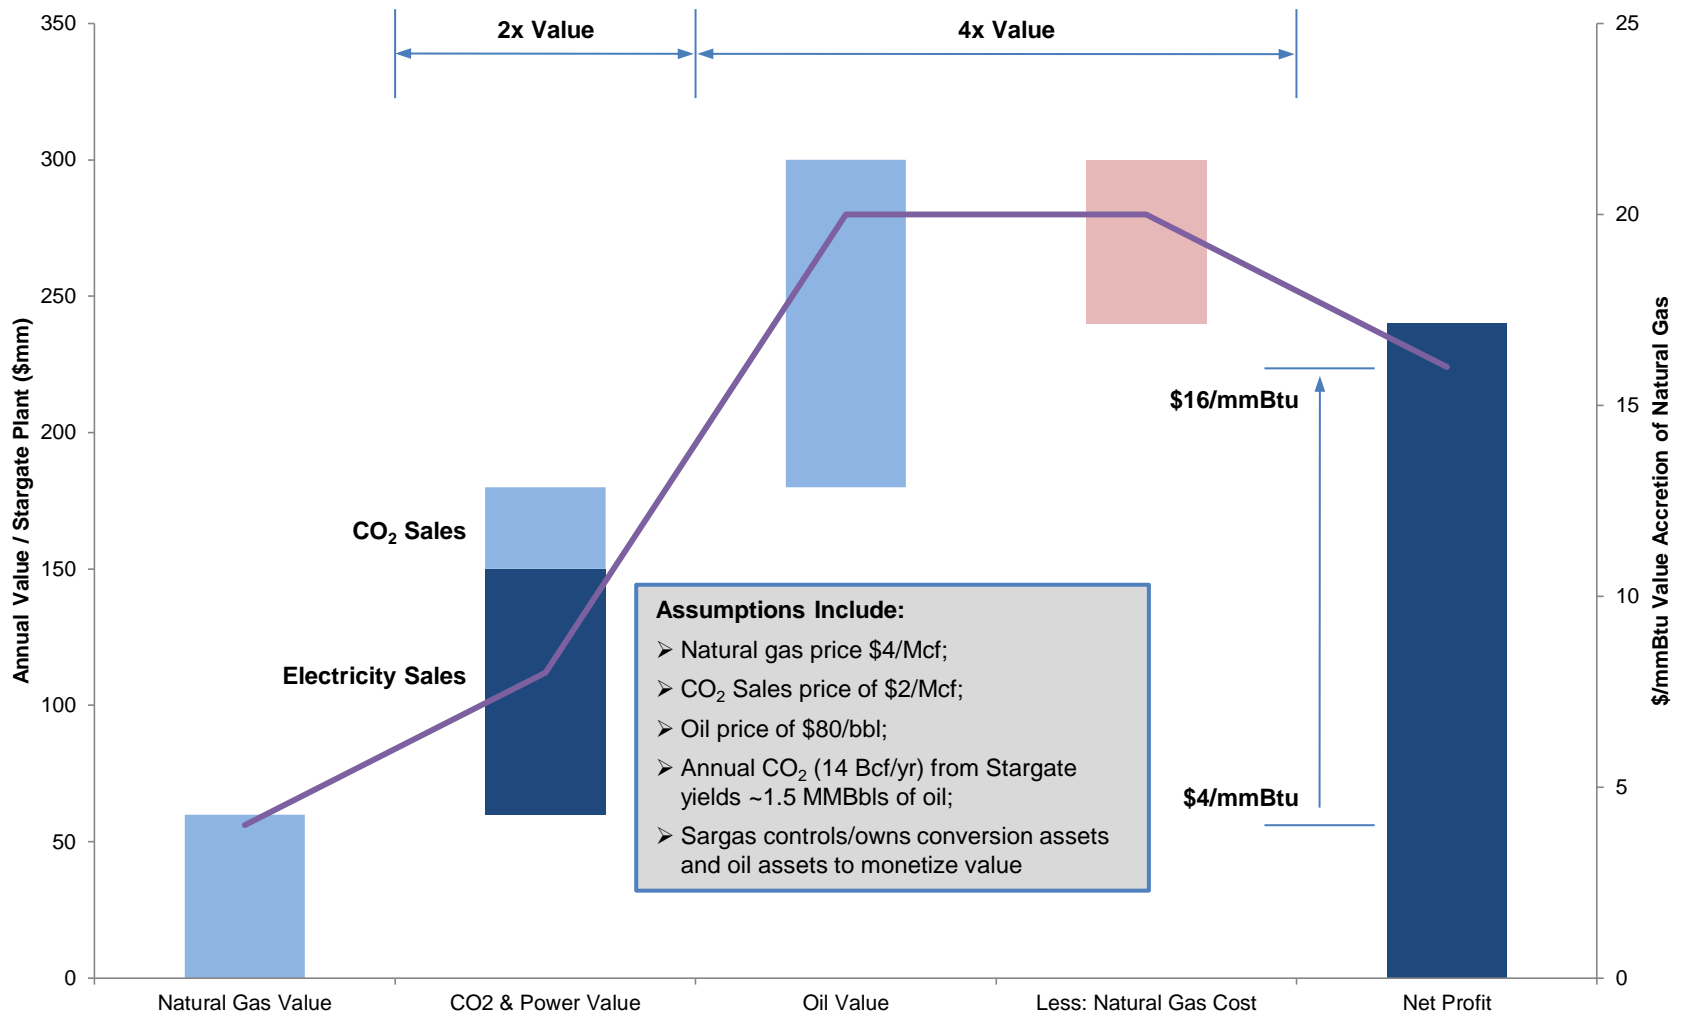 2x Value
4x Value
350
300
250
200
150
100
50
0
Annual Value / Stargate Plant ($mm)
25
20
15
10
5
0
$/mmBtu Value Accretion of Natural Gas
CO₂ Sales
Electricity Sales
$16/mmBtu
$4/mmBtu
Assumptions Include:
➢ Natural gas price $4/Mcf;
➢ CO₂ Sales price of $2/Mcf;
➢ Oil price of $80/bbl;
➢ Annual CO₂ (14 Bcf/yr) from Stargate
yields ~1.5 MMBbls of oil;
➢ Sargas controls/owns conversion assets
and oil assets to monetize value
Natural Gas Value
CO2 & Power Value
Oil Value
Less: Natural Gas Cost
Net Profit